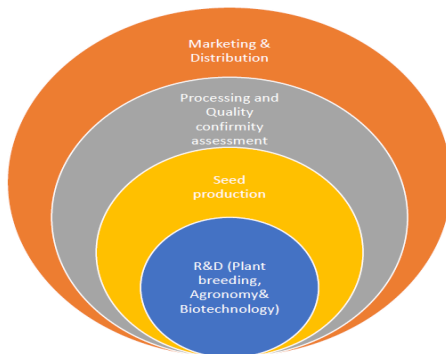 Marketing &
Distribution
Processing and
Quality
confirmity
assessment
Seed
production
R&D (Plant
breeding,
Agronomy&
Biotechnology)